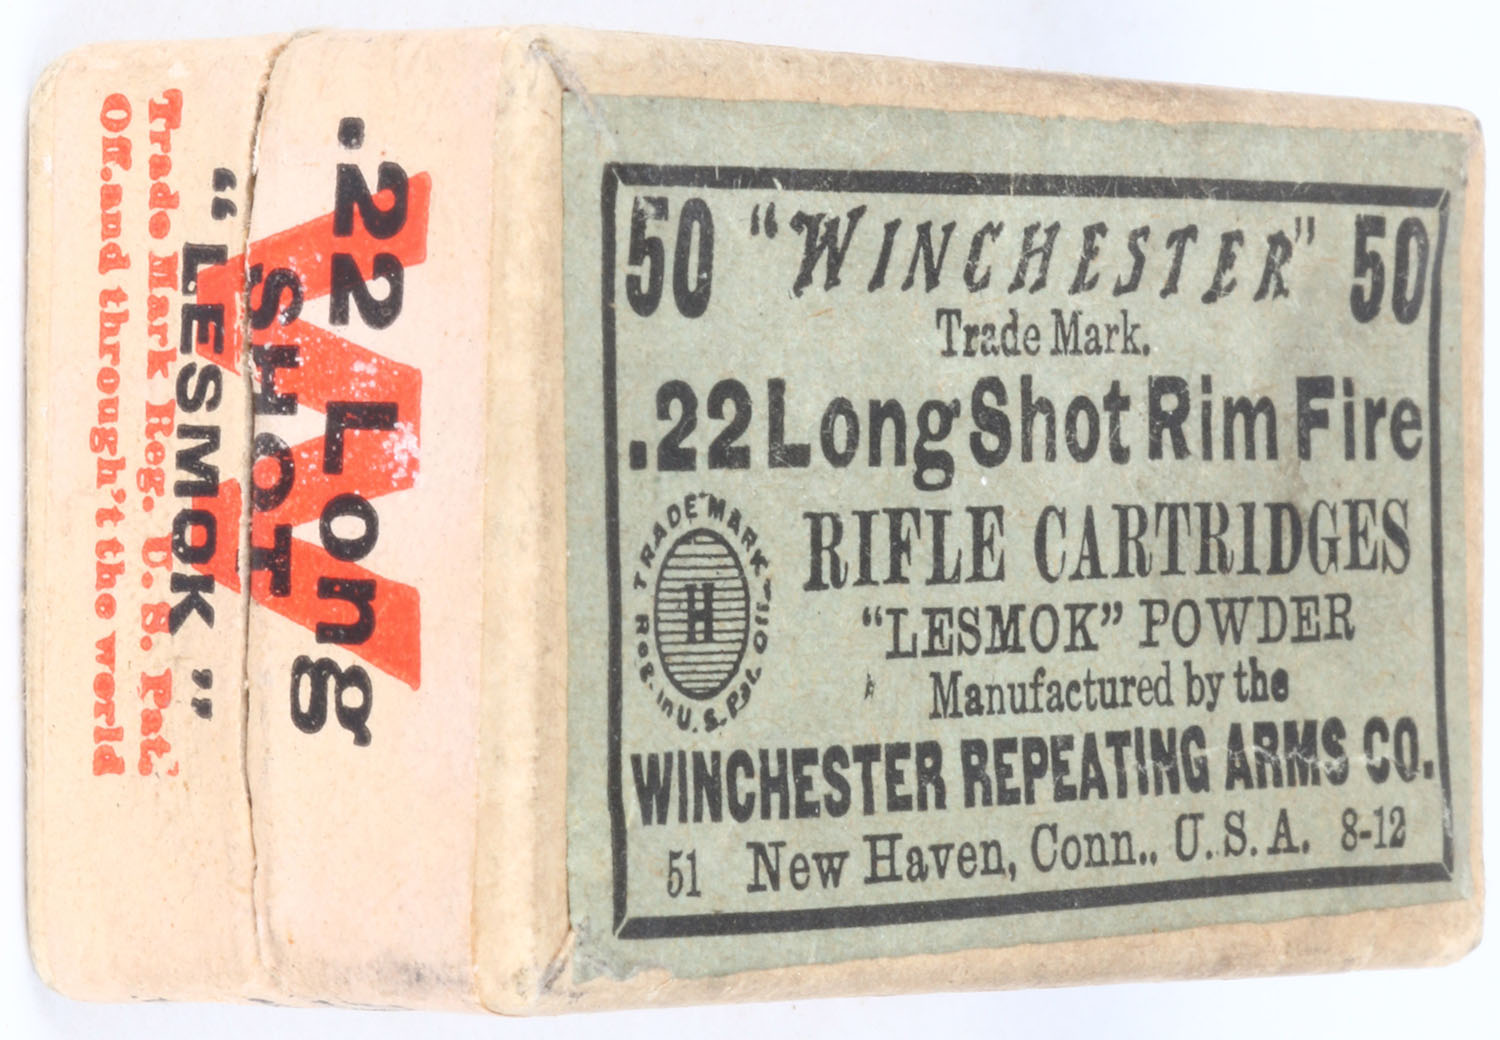 50 "WINCHESTER" 50
Trade Mark.
.22 Long Shot Rim Fire
RIFLE CARTRIDGES
"LESMOK" POWDER
Manufactured by the
WINCHESTER REPEATING ARMS CO.
51 New Haven, Conn., U.S.A. 8-12
TRADE MARK
H
Reg. in U.S. Pat. Off.
W
.22 Long
SHOT
"LESMOK"
Trade Mark Reg. U.S. Pat.
Off. and through't the world